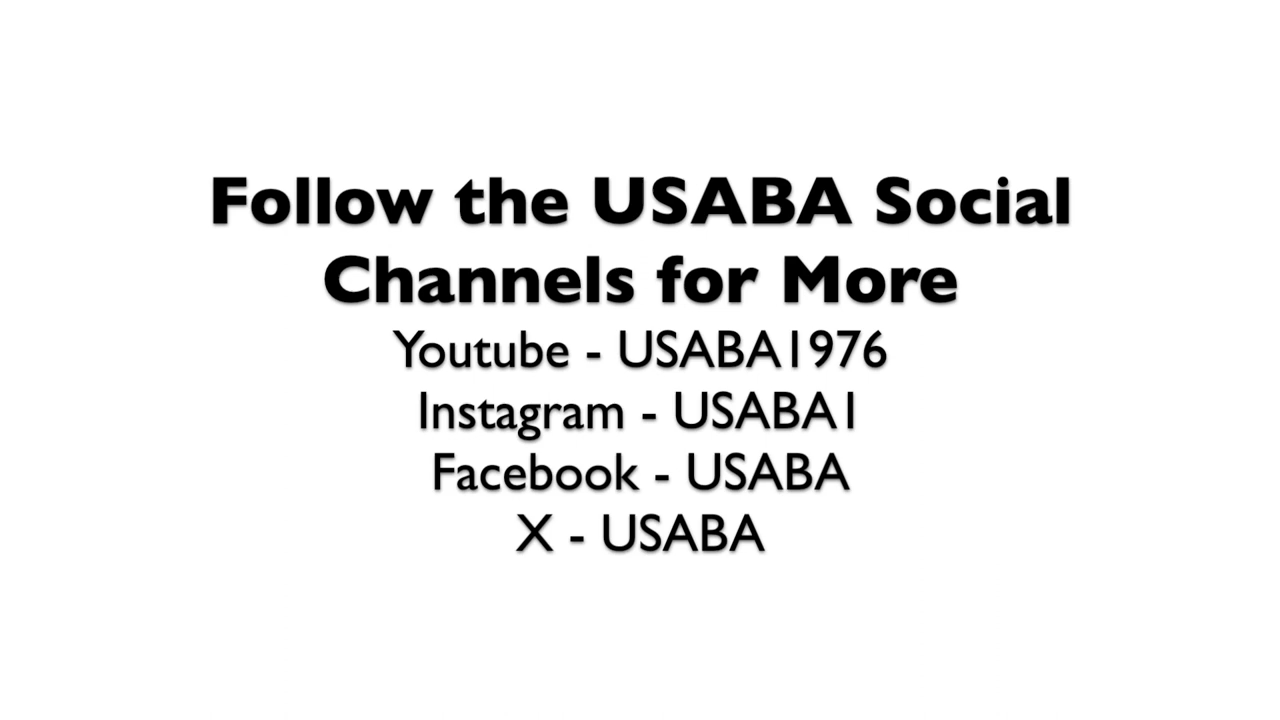 Follow the USABA Social
Channels for More
Youtube - USABA1976
Instagram - USABA1
Facebook - USABA
X - USABA